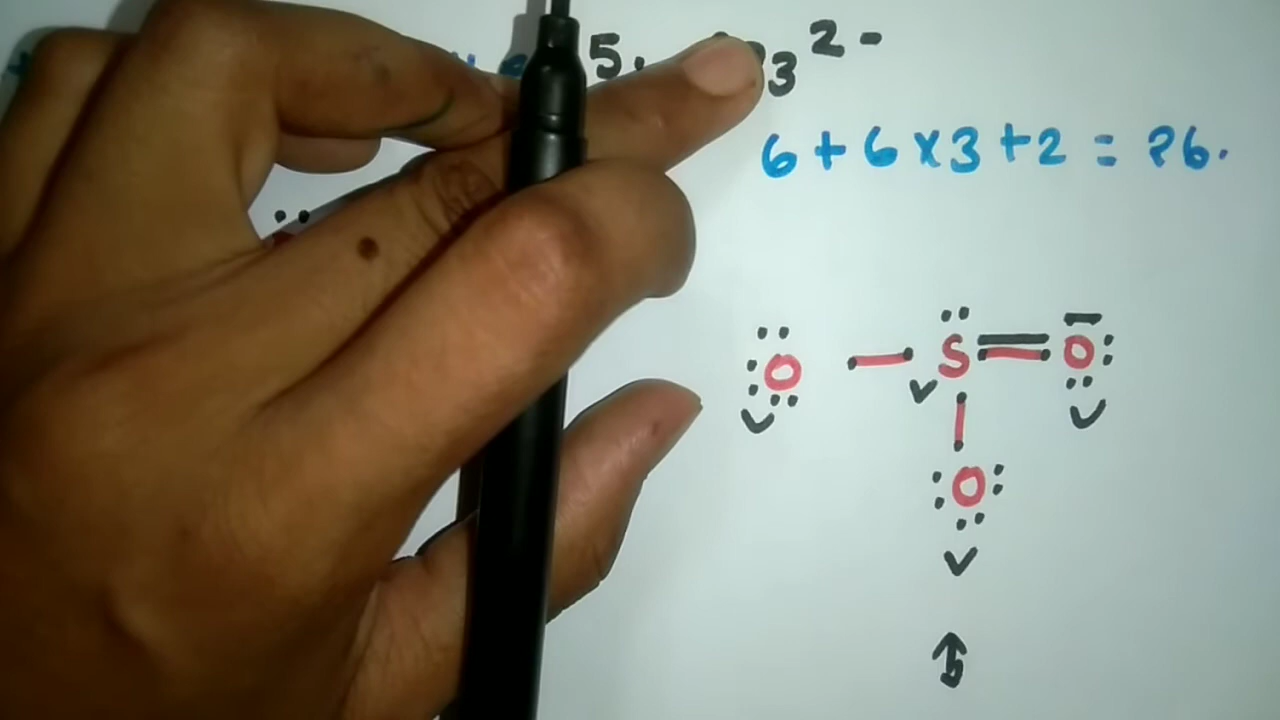 5. 3 2-
6 + 6 x 3 + 2 = 26.
O S O
O